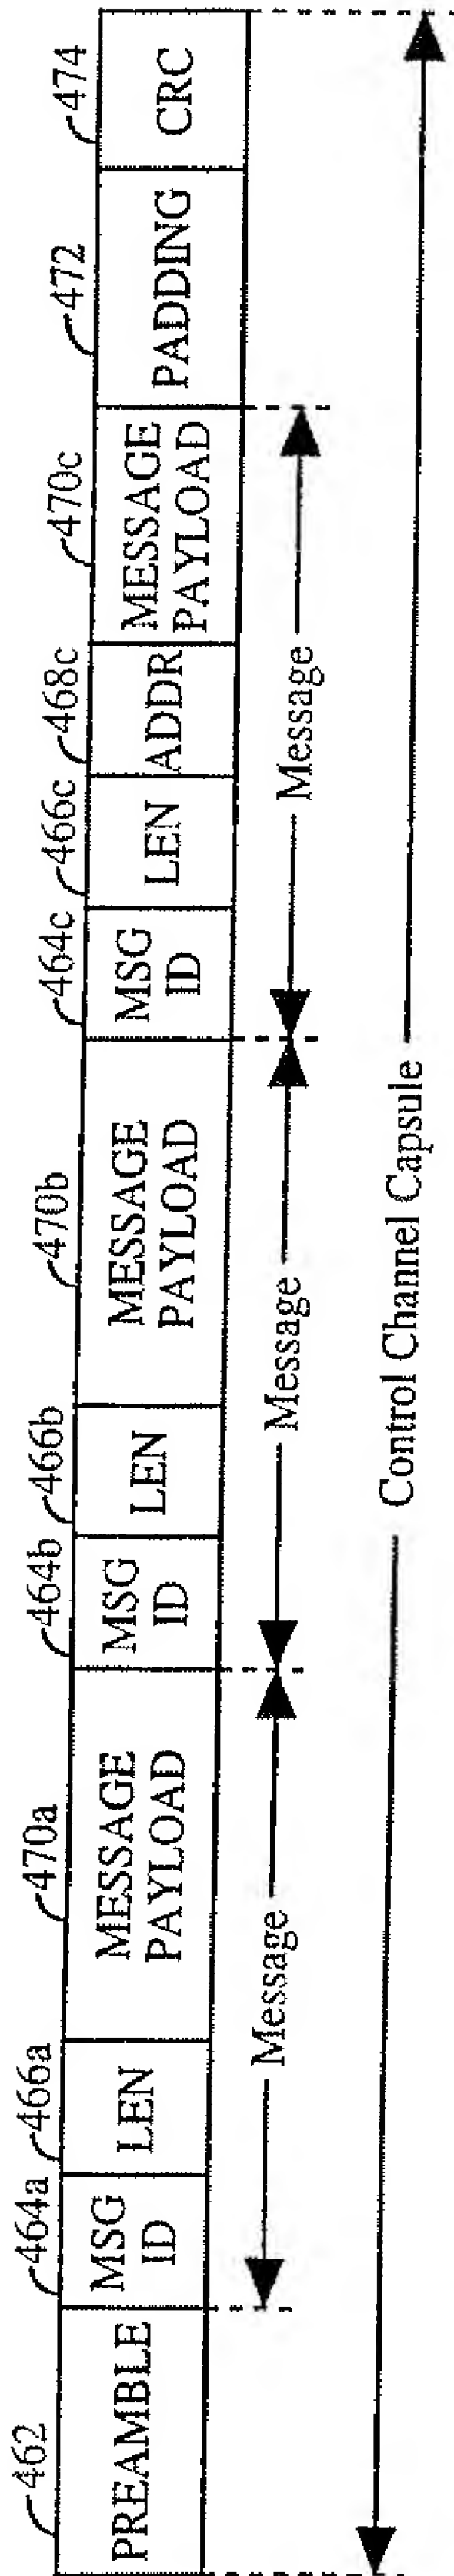 462
464a
466a
470a
464b
466b
470b
464c
466c
468c
470c
472
474
PREAMBLE
MSG
ID
LEN
MESSAGE
PAYLOAD
MSG
ID
LEN
MESSAGE
PAYLOAD
MSG
ID
LEN
ADDR
MESSAGE
PAYLOAD
PADDING
CRC
Message
Message
Message
Control Channel Capsule